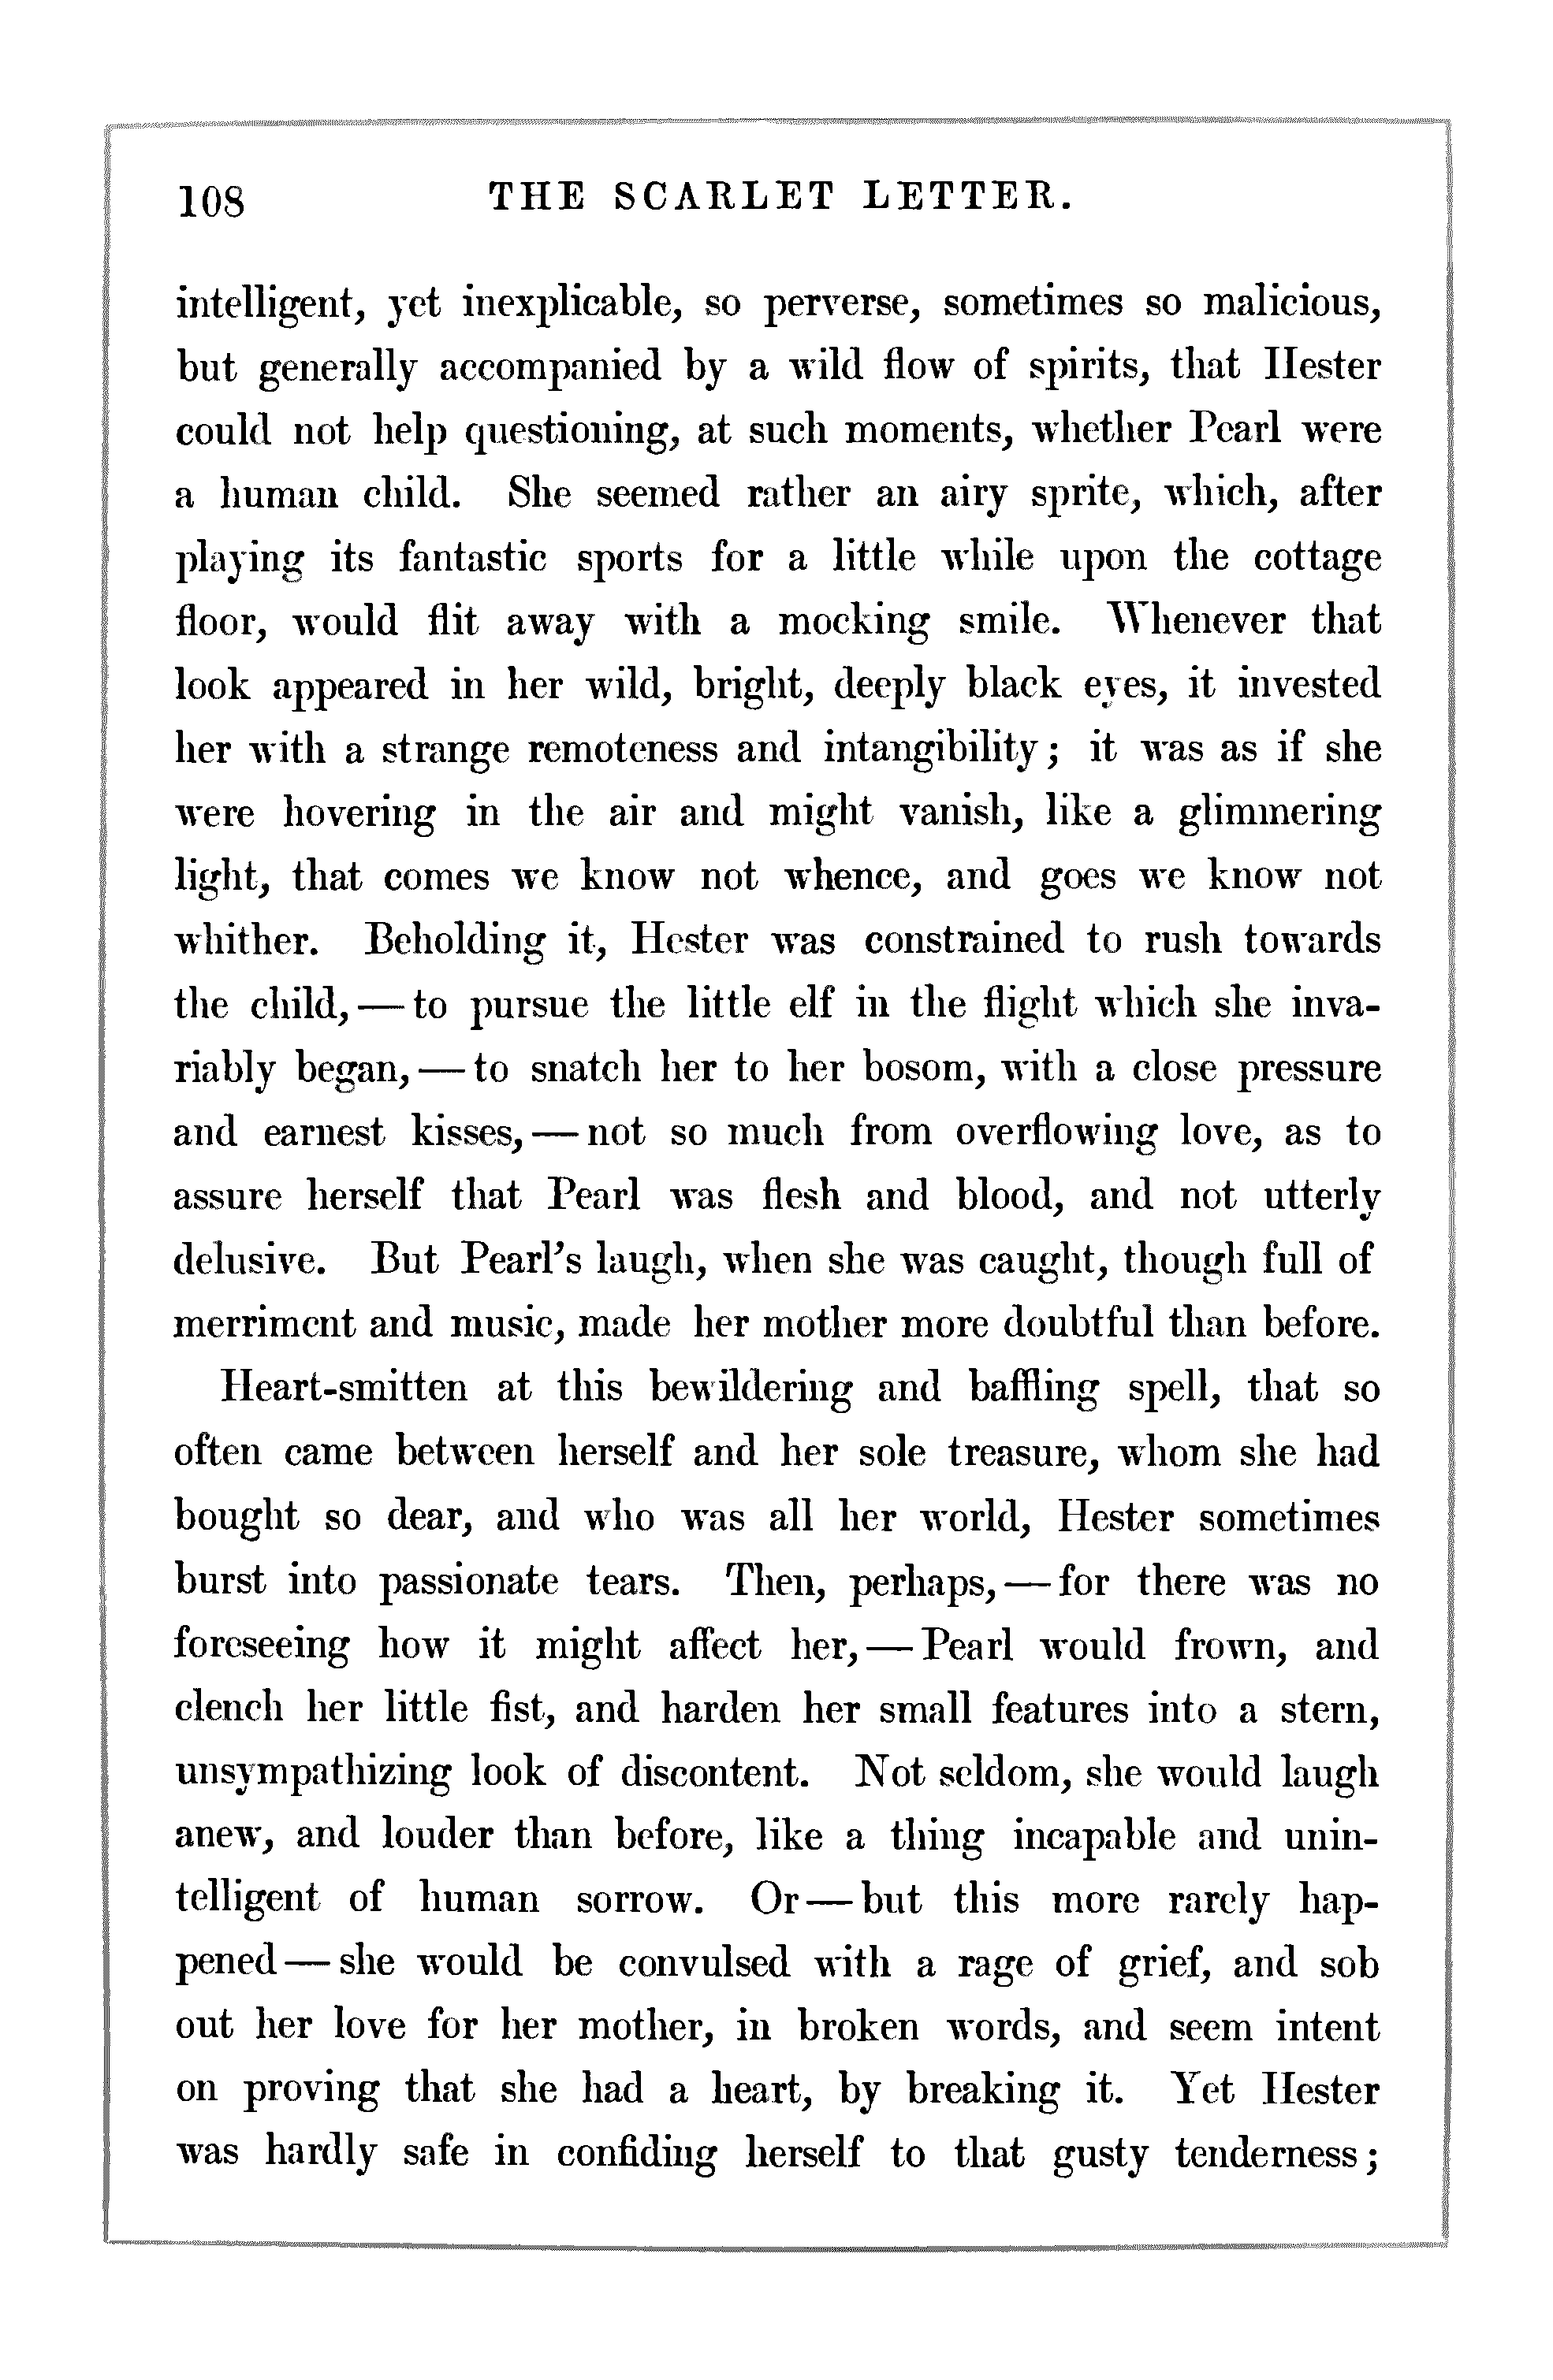 108 THE SCARLET LETTER.
intelligent, yet inexplicable, so perverse, sometimes so malicious,
but generally accompanied by a wild flow of spirits, that Hester
could not help questioning, at such moments, whether Pearl were
a human child. She seemed rather an airy sprite, which, after
playing its fantastic sports for a little while upon the cottage
floor, would flit away with a mocking smile. Whenever that
look appeared in her wild, bright, deeply black eyes, it invested
her with a strange remoteness and intangibility; it was as if she
were hovering in the air and might vanish, like a glimmering
light, that comes we know not whence, and goes we know not
whither. Beholding it, Hester was constrained to rush towards
the child,—to pursue the little elf in the flight which she inva-
riably began,—to snatch her to her bosom, with a close pressure
and earnest kisses,—not so much from overflowing love, as to
assure herself that Pearl was flesh and blood, and not utterly
delusive. But Pearl's laugh, when she was caught, though full of
merriment and music, made her mother more doubtful than before.
Heart-smitten at this bewildering and baffling spell, that so
often came between herself and her sole treasure, whom she had
bought so dear, and who was all her world, Hester sometimes
burst into passionate tears. Then, perhaps,—for there was no
foreseeing how it might affect her,—Pearl would frown, and
clench her little fist, and harden her small features into a stern,
unsympathizing look of discontent. Not seldom, she would laugh
anew, and louder than before, like a thing incapable and unin-
telligent of human sorrow. Or—but this more rarely hap-
pened—she would be convulsed with a rage of grief, and sob
out her love for her mother, in broken words, and seem intent
on proving that she had a heart, by breaking it. Yet Hester
was hardly safe in confiding herself to that gusty tenderness;